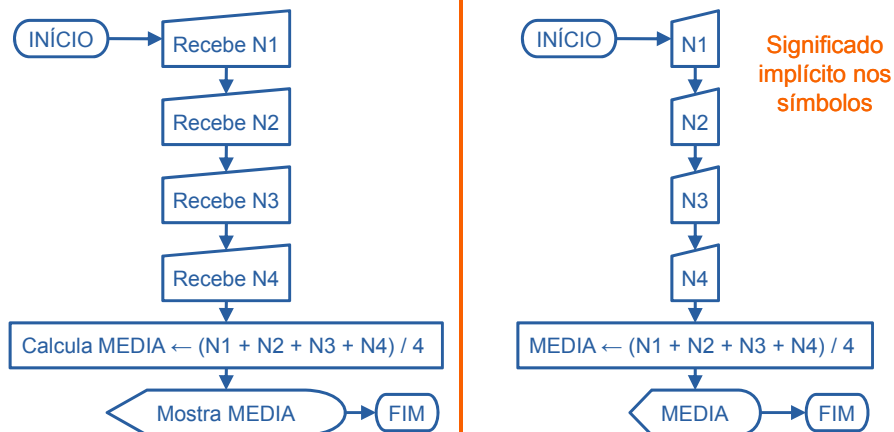 INÍCIO
Recebe N1
Recebe N2
Recebe N3
Recebe N4
Calcula MEDIA ← (N1 + N2 + N3 + N4) / 4
Mostra MEDIA
FIM
INÍCIO
N1
Significado
implícito nos
símbolos
N2
N3
N4
MEDIA ← (N1 + N2 + N3 + N4) / 4
MEDIA
FIM